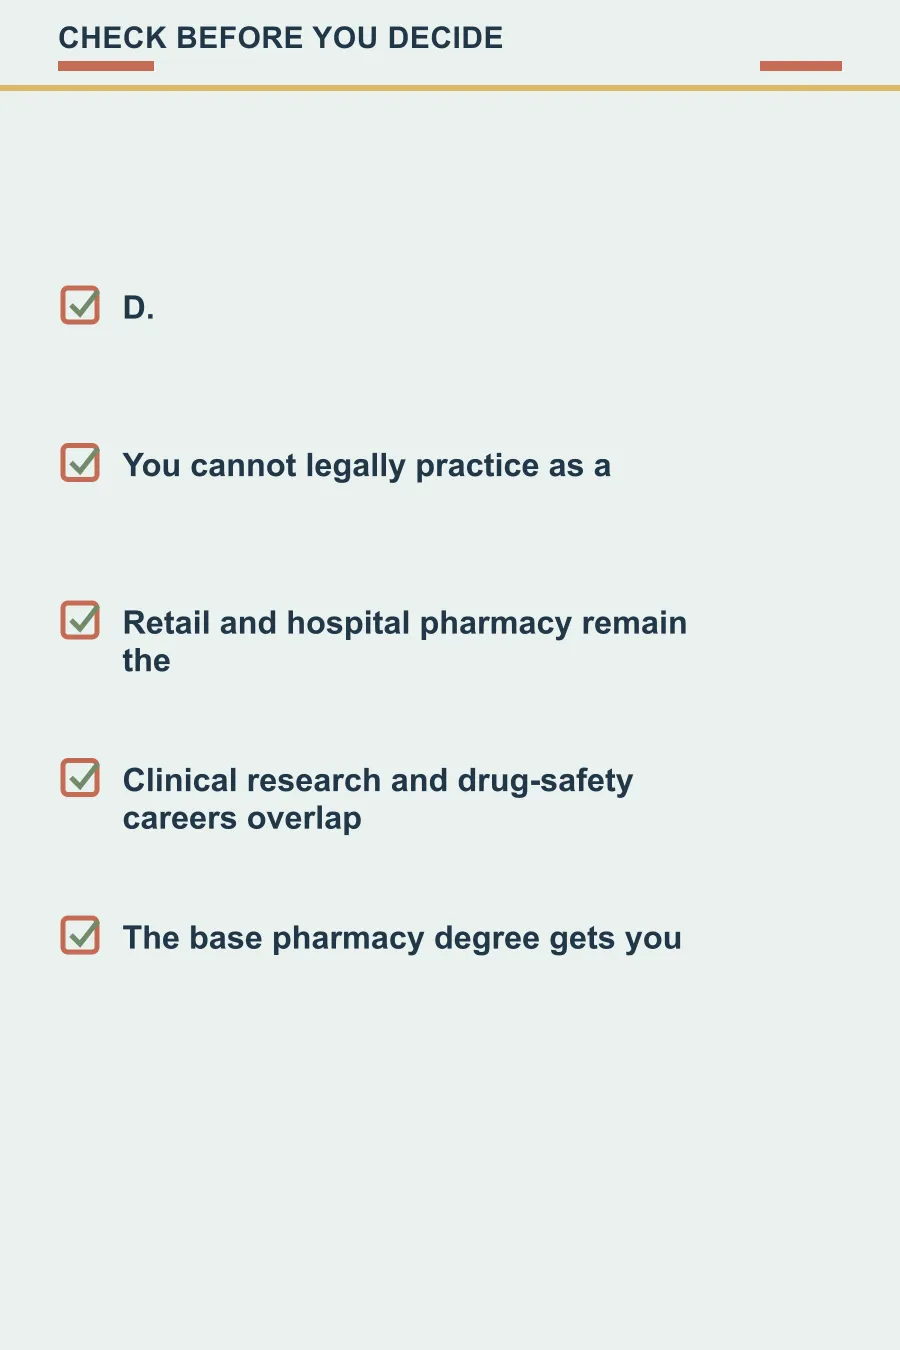 CHECK BEFORE YOU DECIDE
D.
You cannot legally practice as a
Retail and hospital pharmacy remain
the
Clinical research and drug-safety
careers overlap
The base pharmacy degree gets you